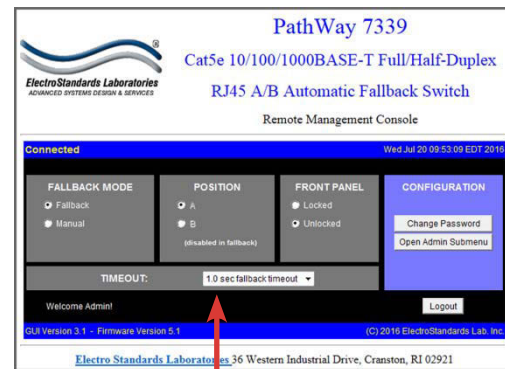 PathWay 7339
Cat5e 10/100/1000BASE-T Full/Half-Duplex
RJ45 A/B Automatic Fallback Switch
Remote Management Console
®
ElectroStandards Laboratories
ADVANCED SYSTEMS DESIGN & SERVICES
Connected
Wed Jul 20 09:53:09 EDT 2016
FALLBACK MODE
Fallback
Manual
POSITION
A
B
(disabled in fallback)
FRONT PANEL
Locked
Unlocked
CONFIGURATION
Change Password
Open Admin Submenu
TIMEOUT:
1.0 sec fallback timeout
Welcome Admin!
Logout
GUI Version 3.1 - Firmware Version 5.1
(C) 2016 ElectroStandards Lab. Inc.
Electro Standards Laboratories 36 Western Industrial Drive, Cranston, RI 02921